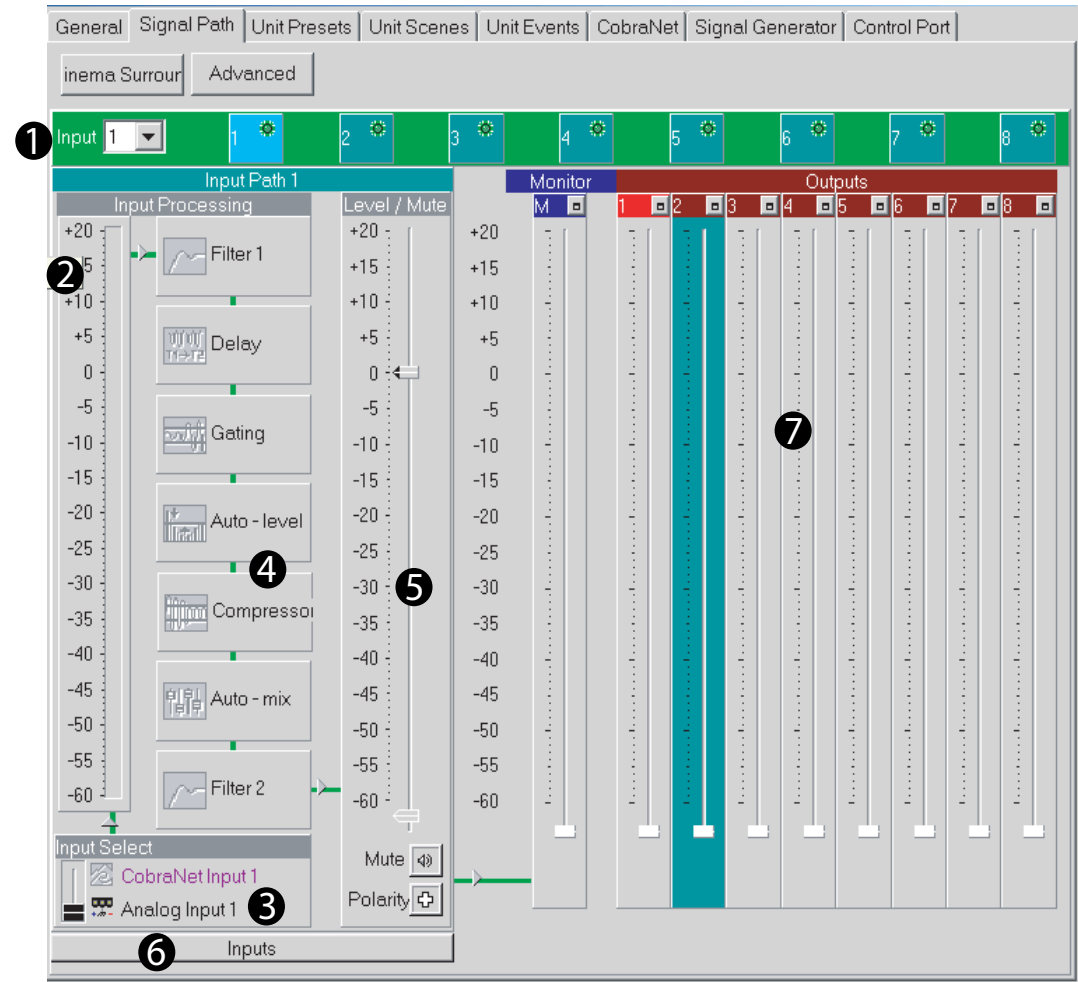 General Signal Path Unit Presets Unit Scenes Unit Events CobraNet Signal Generator Control Port
inema Surrour Advanced
1 Input 1 1 2 3 4 5 6 7 8
Input Path 1
Input Processing
Level / Mute
Monitor
Outputs
M 1 2 3 4 5 6 7 8
+20
2 5
+10
+5
0
-5
-10
-15
-20
-25
-30
-35
-40
-45
-50
-55
-60
Filter 1
Delay
T1→T2
Gating
Auto - level
4
Compressor
Auto - mix
Filter 2
+20
+15
+10
+5
0
-5
-10
-15
-20
-25
-30 5
-35
-40
-45
-50
-55
-60
Mute
Polarity
+20
+15
+10
+5
0
-5
-10
-15
-20
-25
-30
-35
-40
-45
-50
-55
-60
7
Input Select
CobraNet Input 1
Analog Input 1 3
6 Inputs